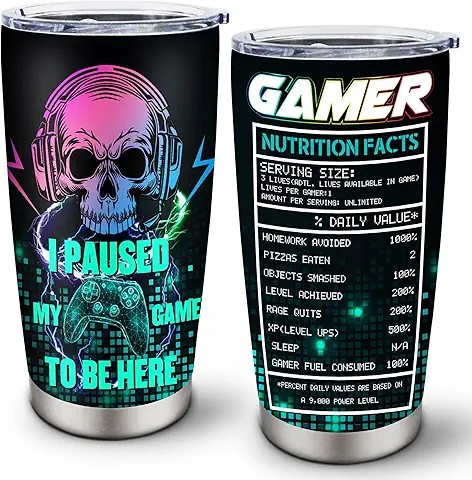 I PAUSED
MY GAME
TO BE HERE
GAMER
NUTRITION FACTS
SERVING SIZE:
3 LIVES(ADTL. LIVES AVAILABLE IN GAME)
LIVES PER GAMER:1
AMOUNT PER SERVING: UNLIMITED
% DAILY VALUE*
HOMEWORK AVOIDED 1000%
PIZZAS EATEN 2
OBJECTS SMASHED 100%
LEVEL ACHIEVED 200%
RAGE QUITS 200%
XP(LEVEL UPS) 500%
SLEEP N/A
GAMER FUEL CONSUMED 100%
*PERCENT DAILY VALUES ARE BASED ON
A 9,000 POWER LEVEL